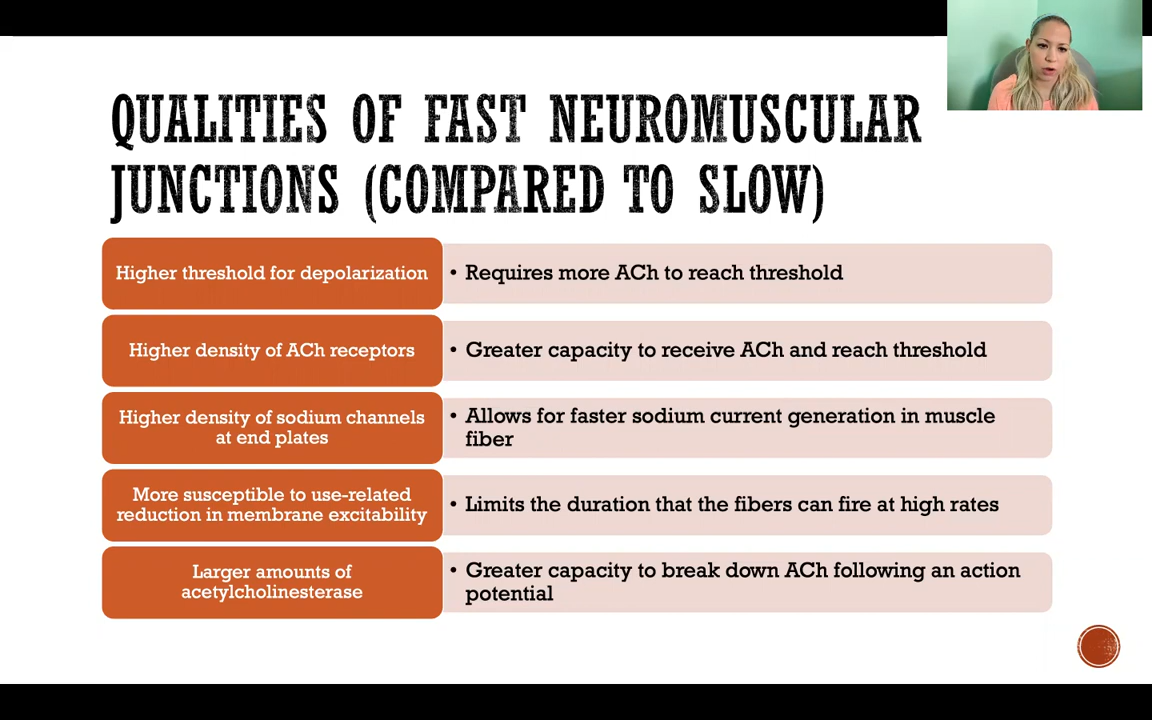 QUALITIES OF FAST NEUROMUSCULAR
JUNCTIONS (COMPARED TO SLOW)
Higher threshold for depolarization
• Requires more ACh to reach threshold
Higher density of ACh receptors
• Greater capacity to receive ACh and reach threshold
Higher density of sodium channels
at end plates
• Allows for faster sodium current generation in muscle
fiber
More susceptible to use-related
reduction in membrane excitability
• Limits the duration that the fibers can fire at high rates
Larger amounts of
acetylcholinesterase
• Greater capacity to break down ACh following an action
potential